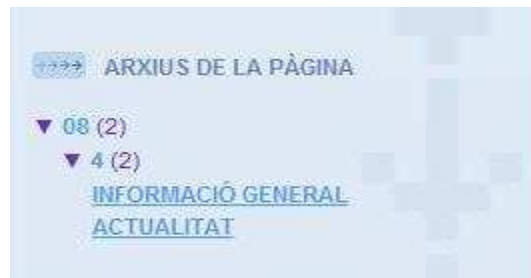 ARXIUS DE LA PÀGINA
▼ 08 (2)
▼ 4 (2)
INFORMACIÓ GENERAL
ACTUALITAT